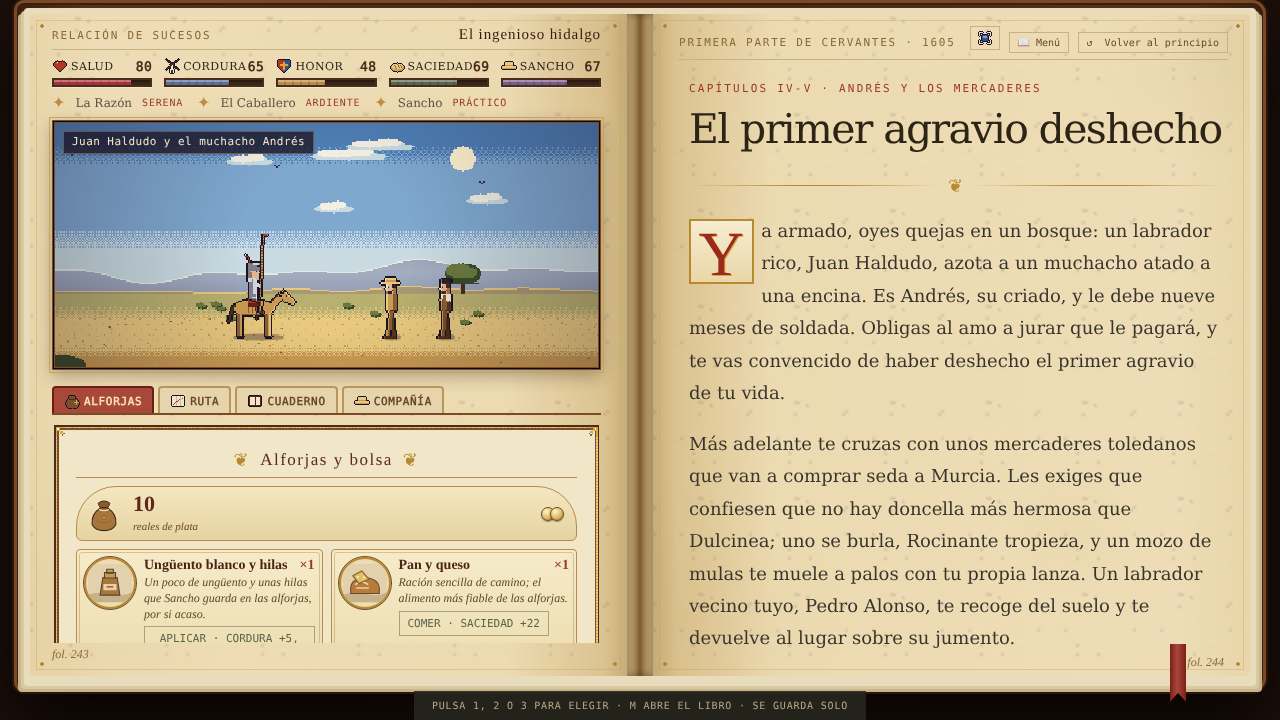 RELACIÓN DE SUCESOS
El ingenioso hidalgo
SALUD 80
CORDURA 65
HONOR 48
SACIEDAD 69
SANCHO 67
La Razón SERENA
El Caballero ARDIENTE
Sancho PRÁCTICO
Juan Haldudo y el muchacho Andrés
ALFORJAS
RUTA
CUADERNO
COMPAÑÍA
Alforjas y bolsa
10
reales de plata
Ungüento blanco y hilas ×1
Un poco de ungüento y unas hilas
que Sancho guarda en las alforjas,
por si acaso.
APLICAR · CORDURA +5,
Pan y queso ×1
Ración sencilla de camino; el
alimento más fiable de las alforjas.
COMER · SACIEDAD +22
fol. 243
PRIMERA PARTE DE CERVANTES · 1605
Menú
↺ Volver al principio
CAPÍTULOS IV-V · ANDRÉS Y LOS MERCADERES
El primer agravio deshecho
Ya armado, oyes quejas en un bosque: un labrador
rico, Juan Haldudo, azota a un muchacho atado a
una encina. Es Andrés, su criado, y le debe nueve
meses de soldada. Obligas al amo a jurar que le pagará, y
te vas convencido de haber deshecho el primer agravio
de tu vida.
Más adelante te cruzas con unos mercaderes toledanos
que van a comprar seda a Murcia. Les exiges que
confiesen que no hay doncella más hermosa que
Dulcinea; uno se burla, Rocinante tropieza, y un mozo de
mulas te muele a palos con tu propia lanza. Un labrador
vecino tuyo, Pedro Alonso, te recoge del suelo y te
devuelve al lugar sobre su jumento.
fol. 244
PULSA 1, 2 O 3 PARA ELEGIR · M ABRE EL LIBRO · SE GUARDA SOLO